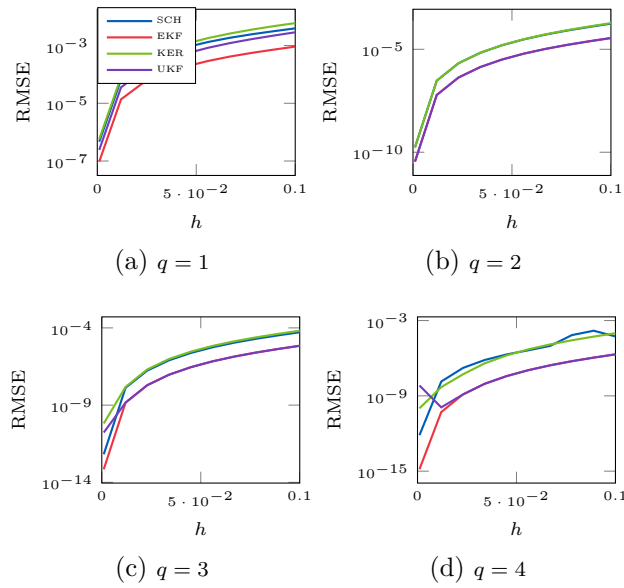 SCH
EKF
KER
UKF
RMSE
10^{-3}
10^{-5}
10^{-7}
0
5 · 10^{-2}
0.1
h
(a) q = 1
RMSE
10^{-5}
10^{-10}
0
5 · 10^{-2}
0.1
h
(b) q = 2
RMSE
10^{-4}
10^{-9}
10^{-14}
0
5 · 10^{-2}
0.1
h
(c) q = 3
RMSE
10^{-3}
10^{-9}
10^{-15}
0
5 · 10^{-2}
0.1
h
(d) q = 4